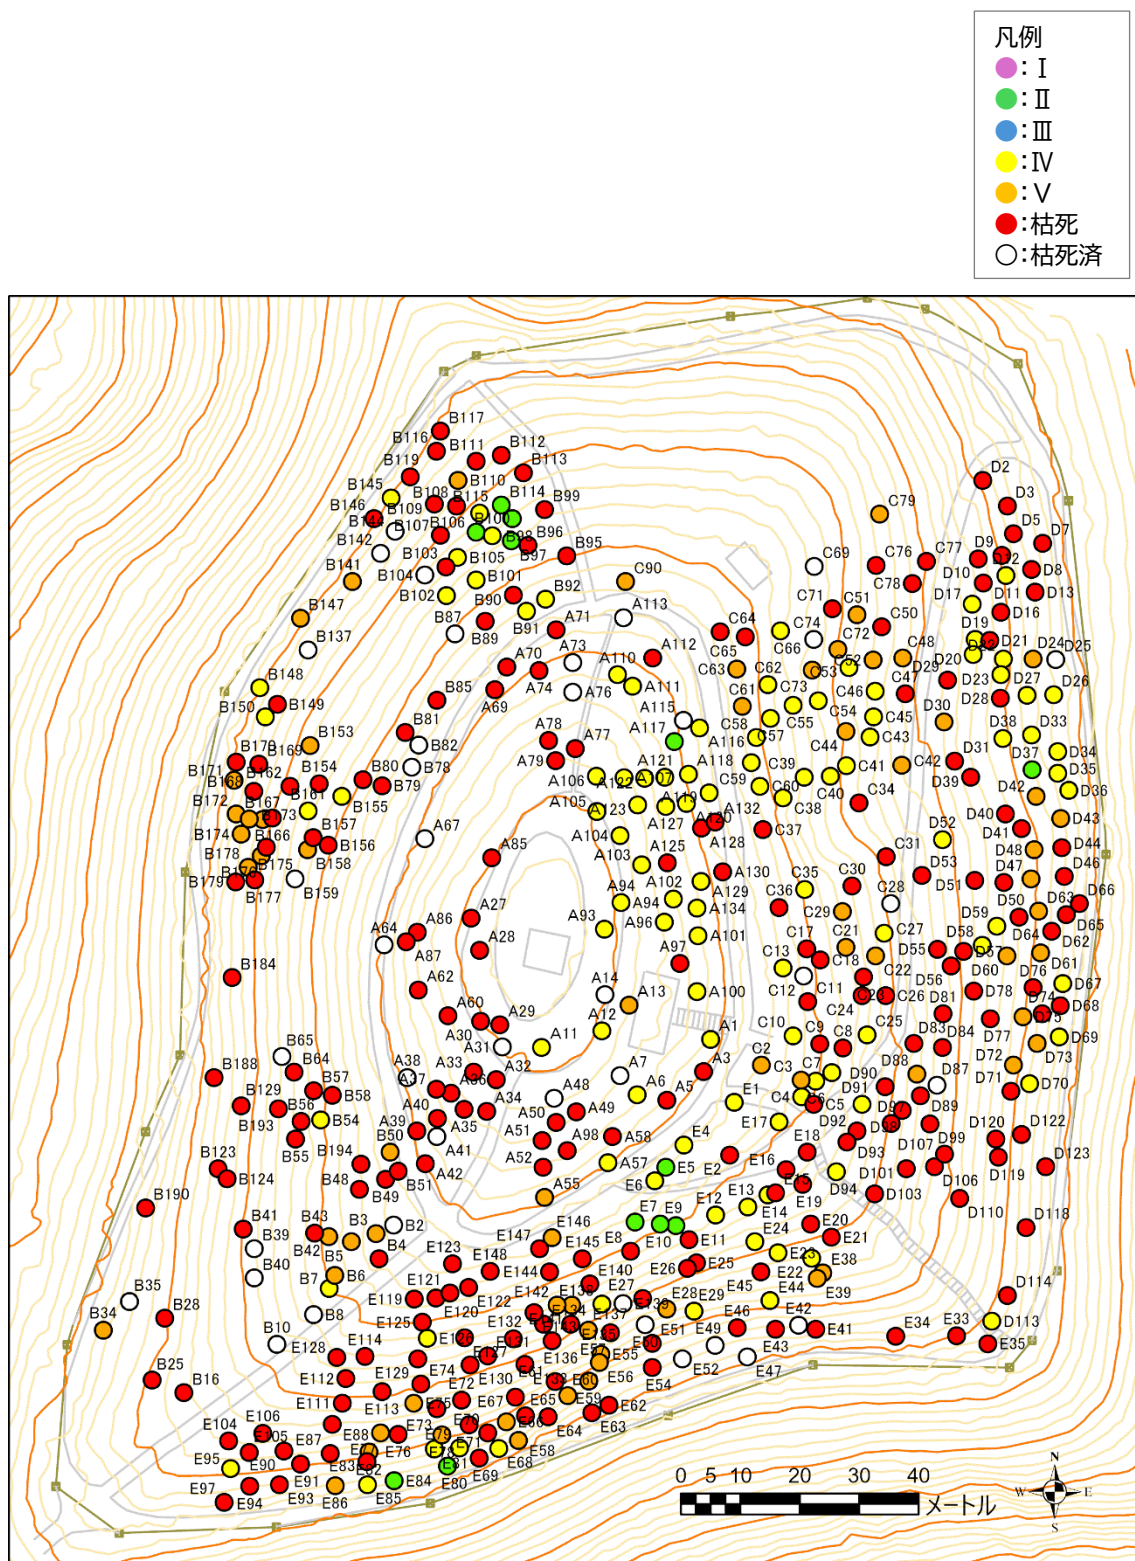 凡例
: Ⅰ
: Ⅱ
: Ⅲ
: Ⅳ
: Ⅴ
: 枯死
: 枯死済
B117
B116
B111
B112
B119
B113
B145
B110
B146
B108
B115
B114
B99
C79
D2
D3
B109
B144
B107
B106
B100
B98
B96
D5
D7
B142
B103
B105
B97
B95
C69
C76
C77
D9
D12
B141
B104
B101
B92
C90
C78
D10
D8
B102
B90
C71
C51
D11
D13
B147
B87
B91
A71
A113
C64
C74
C50
D17
D16
B137
B89
A73
A112
C65
C66
C72
C48
D19
D21
D24
D25
A70
A110
C63
C62
C53
C52
D29
D20
D22
B148
B85
A69
A74
A76
A111
C61
C73
C46
C47
D23
D27
D26
B150
B149
A115
C58
C55
C54
C45
D30
D28
B81
A78
A77
A117
A116
C57
C44
C43
D38
D33
B153
B82
A79
D31
D37
D34
B170
B169
B78
A106
A122
A121
A107
A118
C39
C41
C42
D39
D35
B171
B168
B162
B154
B80
B79
C59
C60
C40
D42
D36
B172
B167
B161
B155
A105
A123
A119
A132
C38
C34
D40
B174
B173
A67
A104
A127
A120
C37
D52
D41
D43
B166
B157
B156
A85
A103
A125
A128
C31
D48
D44
B178
B175
B158
A102
A130
C35
C30
D53
D51
D47
D46
B179
B176
B177
B159
A94
A94
A129
C36
C28
D50
D63
D66
A27
A93
A96
A134
C29
D59
D65
A64
A86
A101
C17
C21
C27
D58
D64
D62
A87
A28
A97
C13
C18
D55
D57
D61
B184
A62
A14
C22
D56
D60
D76
D67
A13
A100
C12
C11
C23
C26
D78
D74
D68
A60
A29
A12
C24
D81
D75
A30
A31
A11
A1
C10
C9
C8
C25
D83
D84
D69
B65
A38
A33
A32
C2
C7
D90
D88
D72
D73
B188
B64
B57
A37
A36
A48
A7
A6
A5
A3
C4
C6
C5
D91
D87
D71
D70
B129
B56
B58
A34
E1
D97
D89
B193
B54
A40
A35
A50
A49
E17
D92
D98
D120
D122
B55
B50
A39
A41
A51
A98
A58
E4
E18
D93
D107
D99
D119
B123
B194
A42
A52
A57
E5
E2
E16
D101
D123
B124
B48
B49
B51
A55
E6
E15
D94
D103
D106
B190
B41
B43
B3
B2
E7
E9
E12
E13
E14
E19
D110
D118
B39
B42
B5
B4
E147
E146
E8
E10
E11
E24
E20
E21
B40
B6
E123
E148
E145
E26
E25
E23
E38
B35
B7
E121
E144
E140
E27
E45
E22
E39
D114
B34
B28
B8
E119
E122
E142
E138
E139
E28
E29
E44
E125
E120
E132
E134
E137
E51
E46
E42
D113
B10
E128
E114
E126
E131
E143
E135
E50
E49
E43
E41
E34
E33
E35
E112
E129
E74
E127
E136
E57
E55
E52
E47
B25
B16
E72
E130
E61
E133
E60
E56
E54
E111
E113
E75
E67
E65
E59
E62
E104
E106
E88
E73
E70
E66
E64
E63
E95
E105
E87
E77
E76
E79
E78
E71
E58
E90
E83
E82
E81
E68
E97
E91
E84
E80
E69
E94
E93
E86
E85
0 5 10 20 30 40
メートル
N
W
E
S